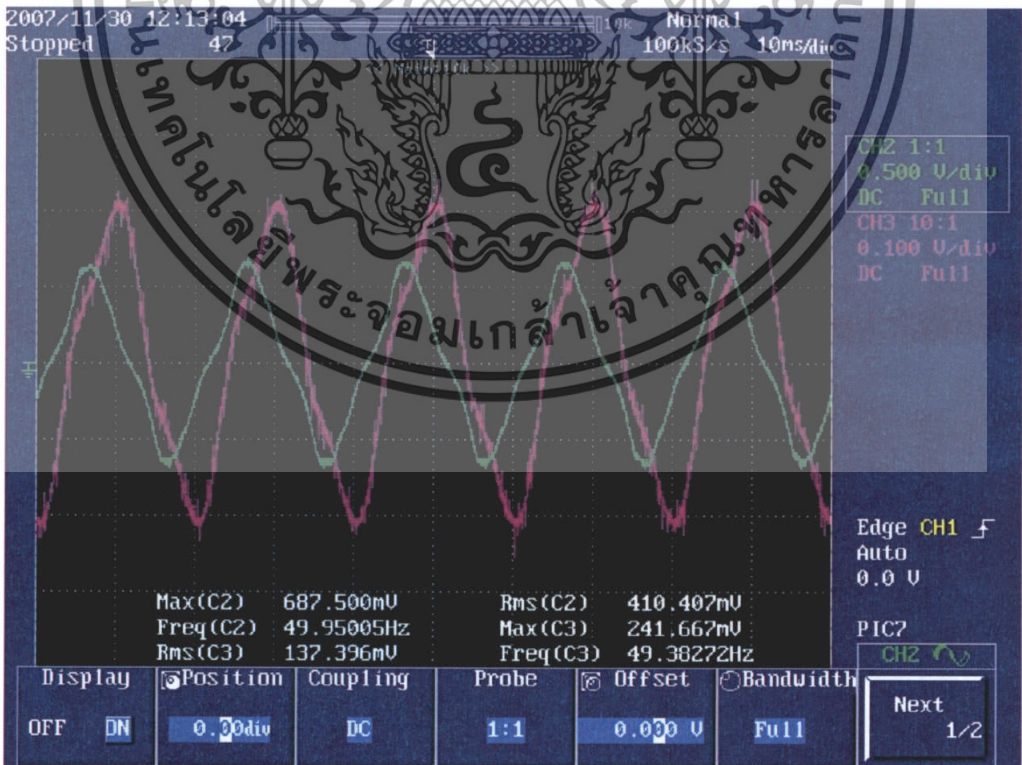 2007/11/30 12:13:04
Normal
Stopped 47
100kS/s 10ms/div
10k
CH2 1:1
0.500 V/div
DC Full
CH3 10:1
0.100 V/div
DC Full
เทคโนโลยีพระจอมเกล้าเจ้าคุณทหารลาด
Edge CH1
Auto
0.0 V
PIC7
CH2
Max(C2) 687.500mV Rms(C2) 410.407mV
Freq(C2) 49.95005Hz Max(C3) 241.667mV
Rms(C3) 137.396mV Freq(C3) 49.38272Hz
Display Position Coupling Probe Offset Bandwidth
Next
1/2
OFF ON 0.00div DC 1:1 0.000 V Full